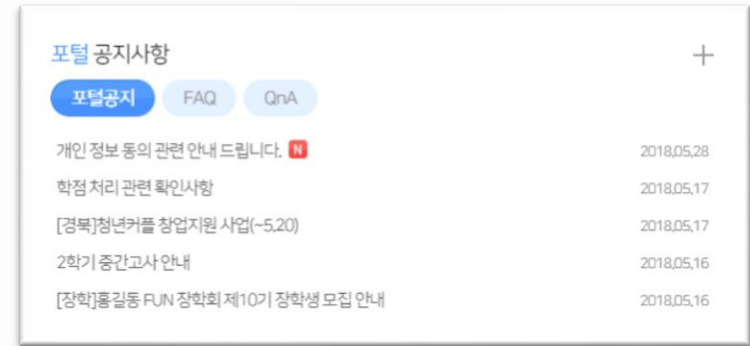 포털 공지사항
포털공지 FAQ QnA
개인 정보 동의 관련 안내 드립니다. N 2018.05.28
학점 처리 관련 확인사항 2018.05.17
[경북]청년커플 창업지원 사업(~5.20) 2018.05.17
2학기 중간고사 안내 2018.05.16
[장학]홍길동 FUN 장학회 제10기 장학생 모집 안내 2018.05.16